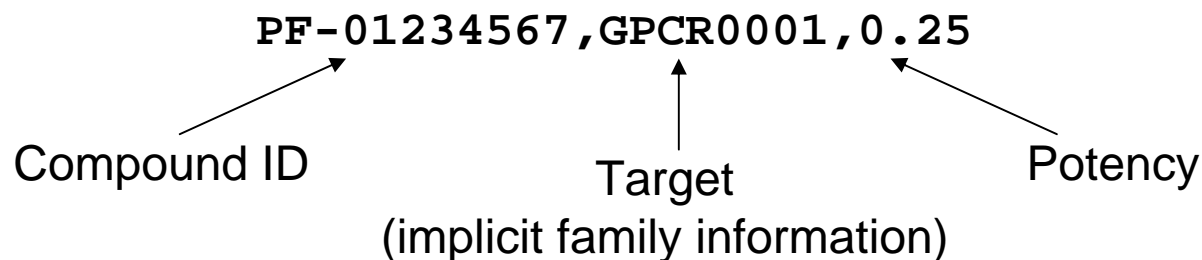 PF-01234567,GPCR0001,0.25
Compound ID
Target
(implicit family information)
Potency